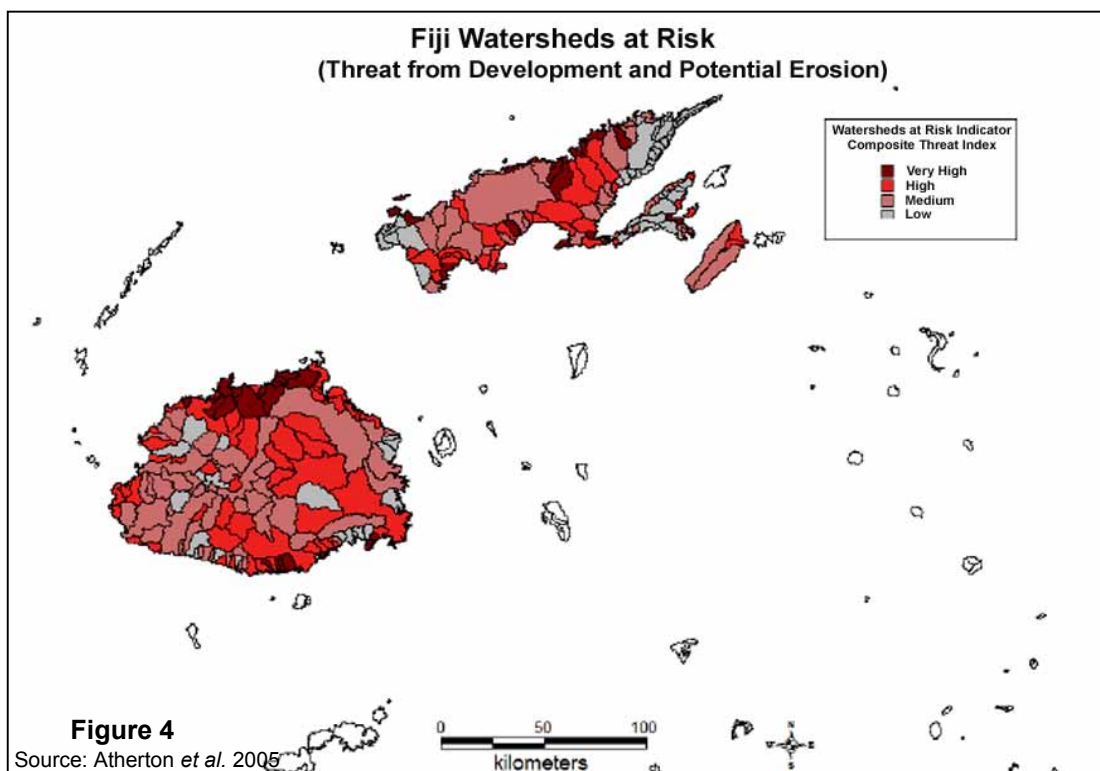 Fiji Watersheds at Risk
(Threat from Development and Potential Erosion)
Watersheds at Risk Indicator
Composite Threat Index
Very High
High
Medium
Low
Figure 4
Source: Atherton et al. 2005
0 50 100
kilometers
N
W E
S